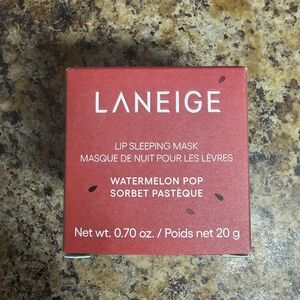 LANEIGE
LIP SLEEPING MASK
MASQUE DE NUIT POUR LES LÈVRES
WATERMELON POP
SORBET PASTÈQUE
Net wt. 0.70 oz. / Poids net 20 g